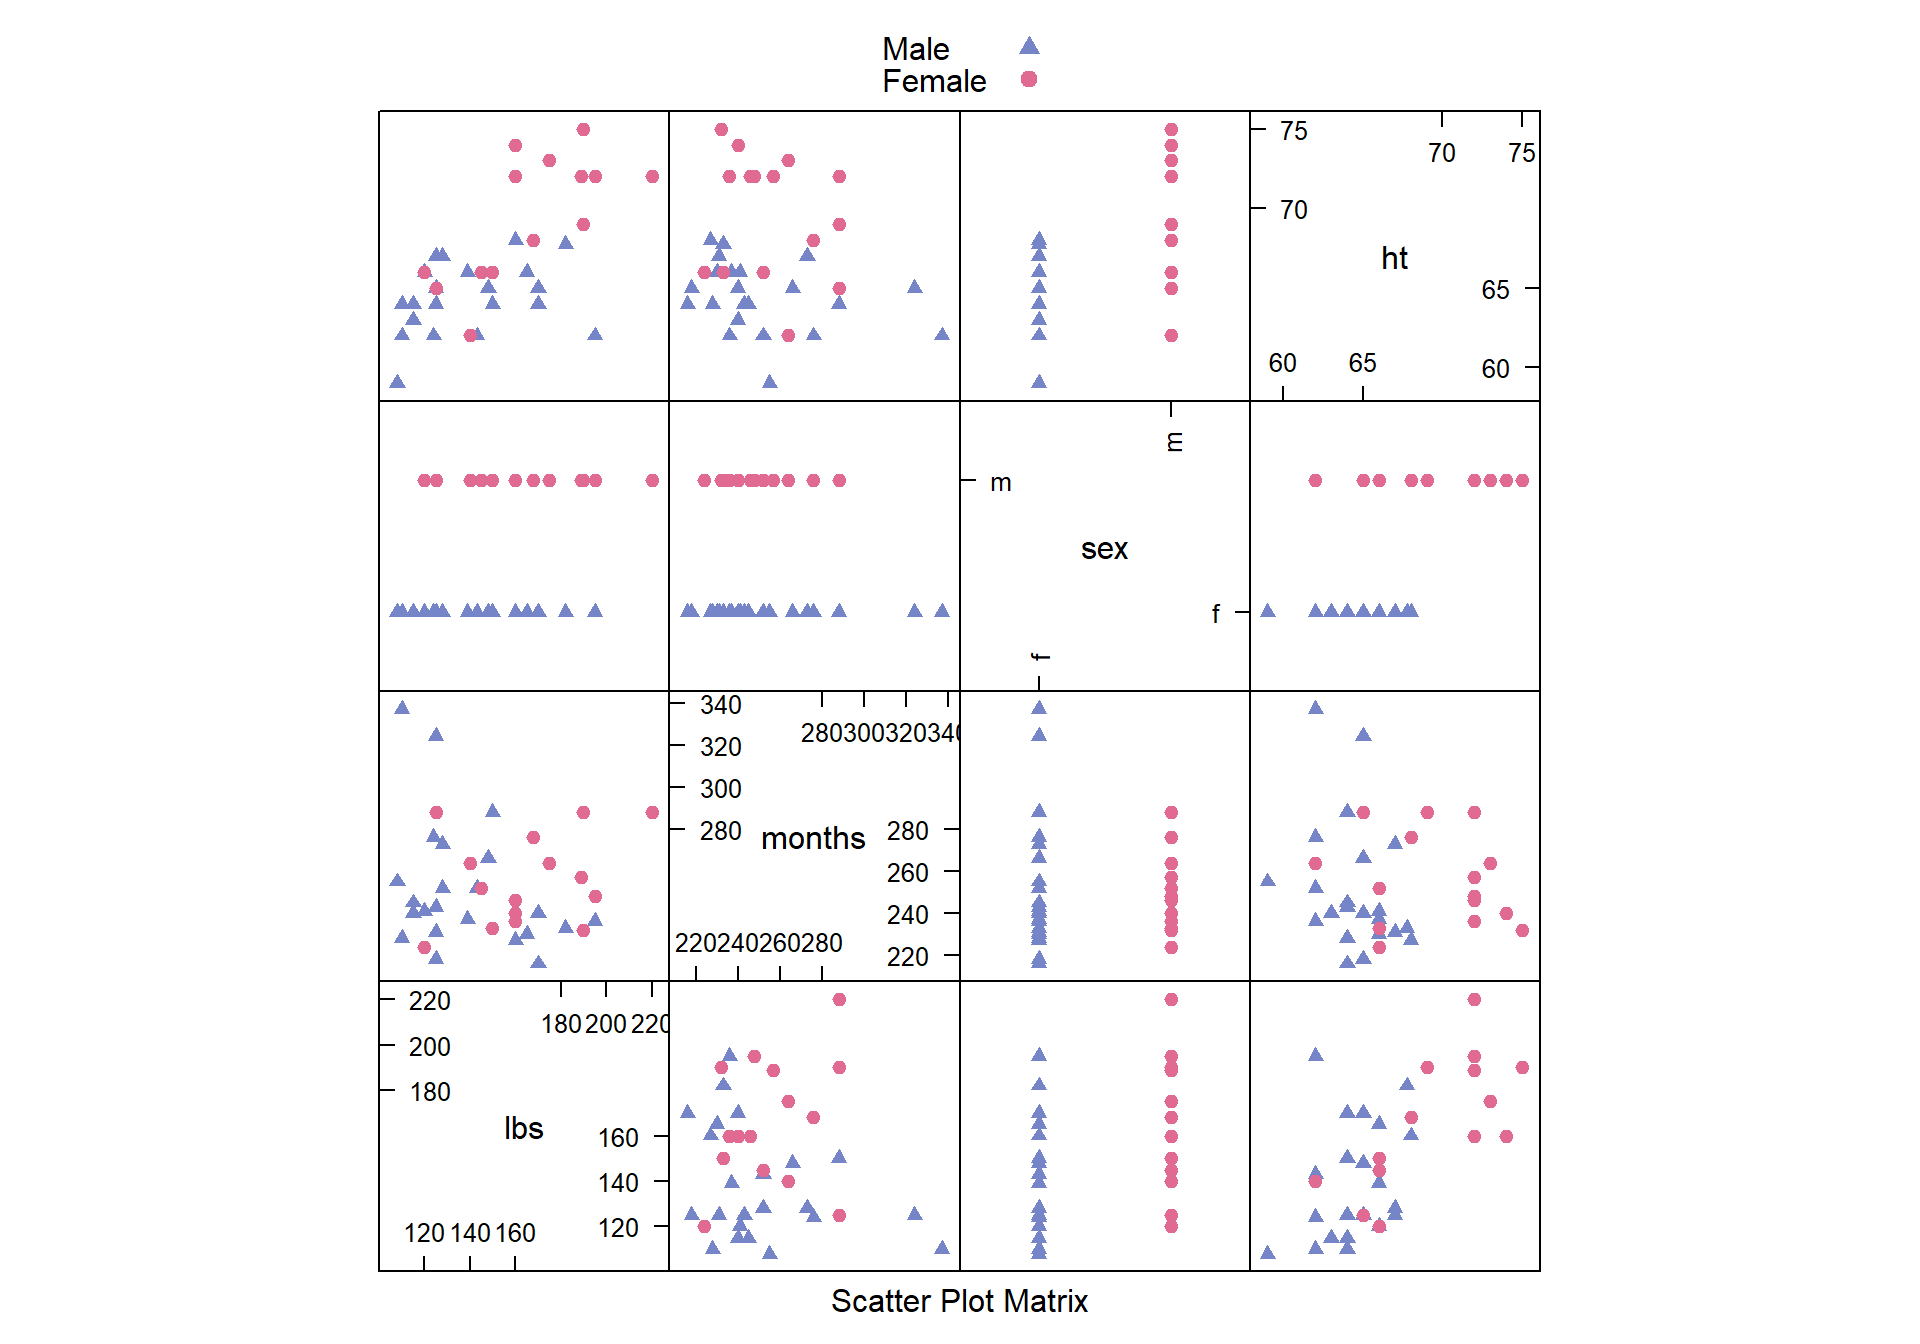 Male
Female
75
70 75
70
ht
65
60 65
60
m
m
sex
f
f
340
280 300 320 340
320
300
280 months 280
260
240
220 240 260 280
220
220
180 200 220
200
180
lbs
160
140
120 140 160
120
Scatter Plot Matrix